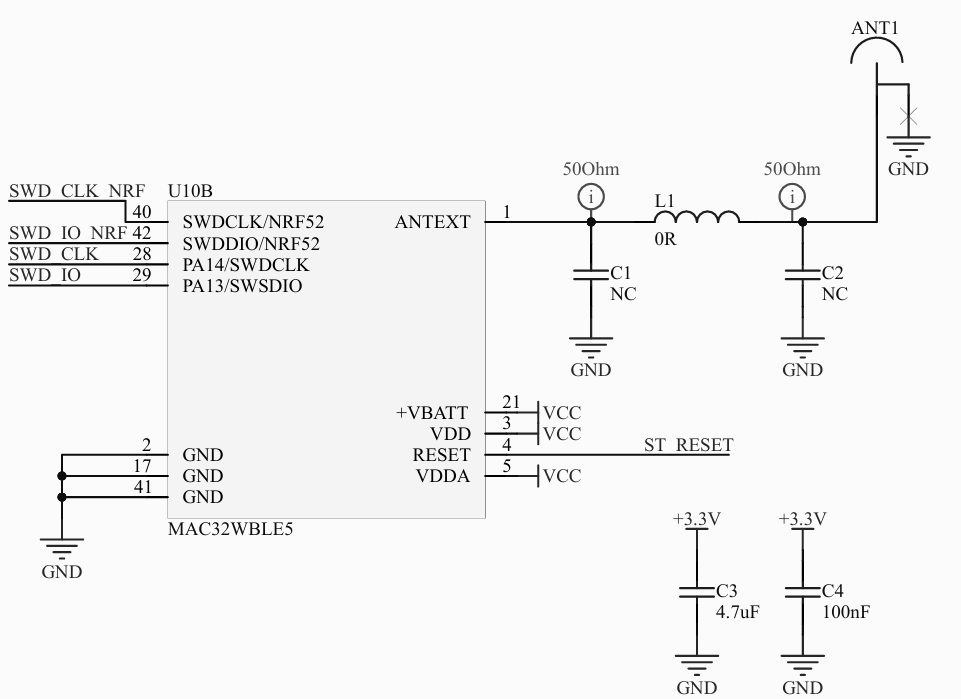 ANT1
GND
50Ohm
50Ohm
i
i
SWD_CLK_NRF
U10B
40
SWDCLK/NRF52
ANTEXT
1
L1
0R
SWD_IO_NRF
42
SWDDIO/NRF52
SWD_CLK
28
PA14/SWDCLK
SWD_IO
29
PA13/SWSDIO
C1
NC
C2
NC
GND
GND
+VBATT
21
VCC
VDD
3
VCC
2
GND
RESET
4
ST_RESET
17
GND
VDDA
5
VCC
41
GND
MAC32WBLE5
GND
+3.3V
+3.3V
C3
4.7uF
C4
100nF
GND
GND